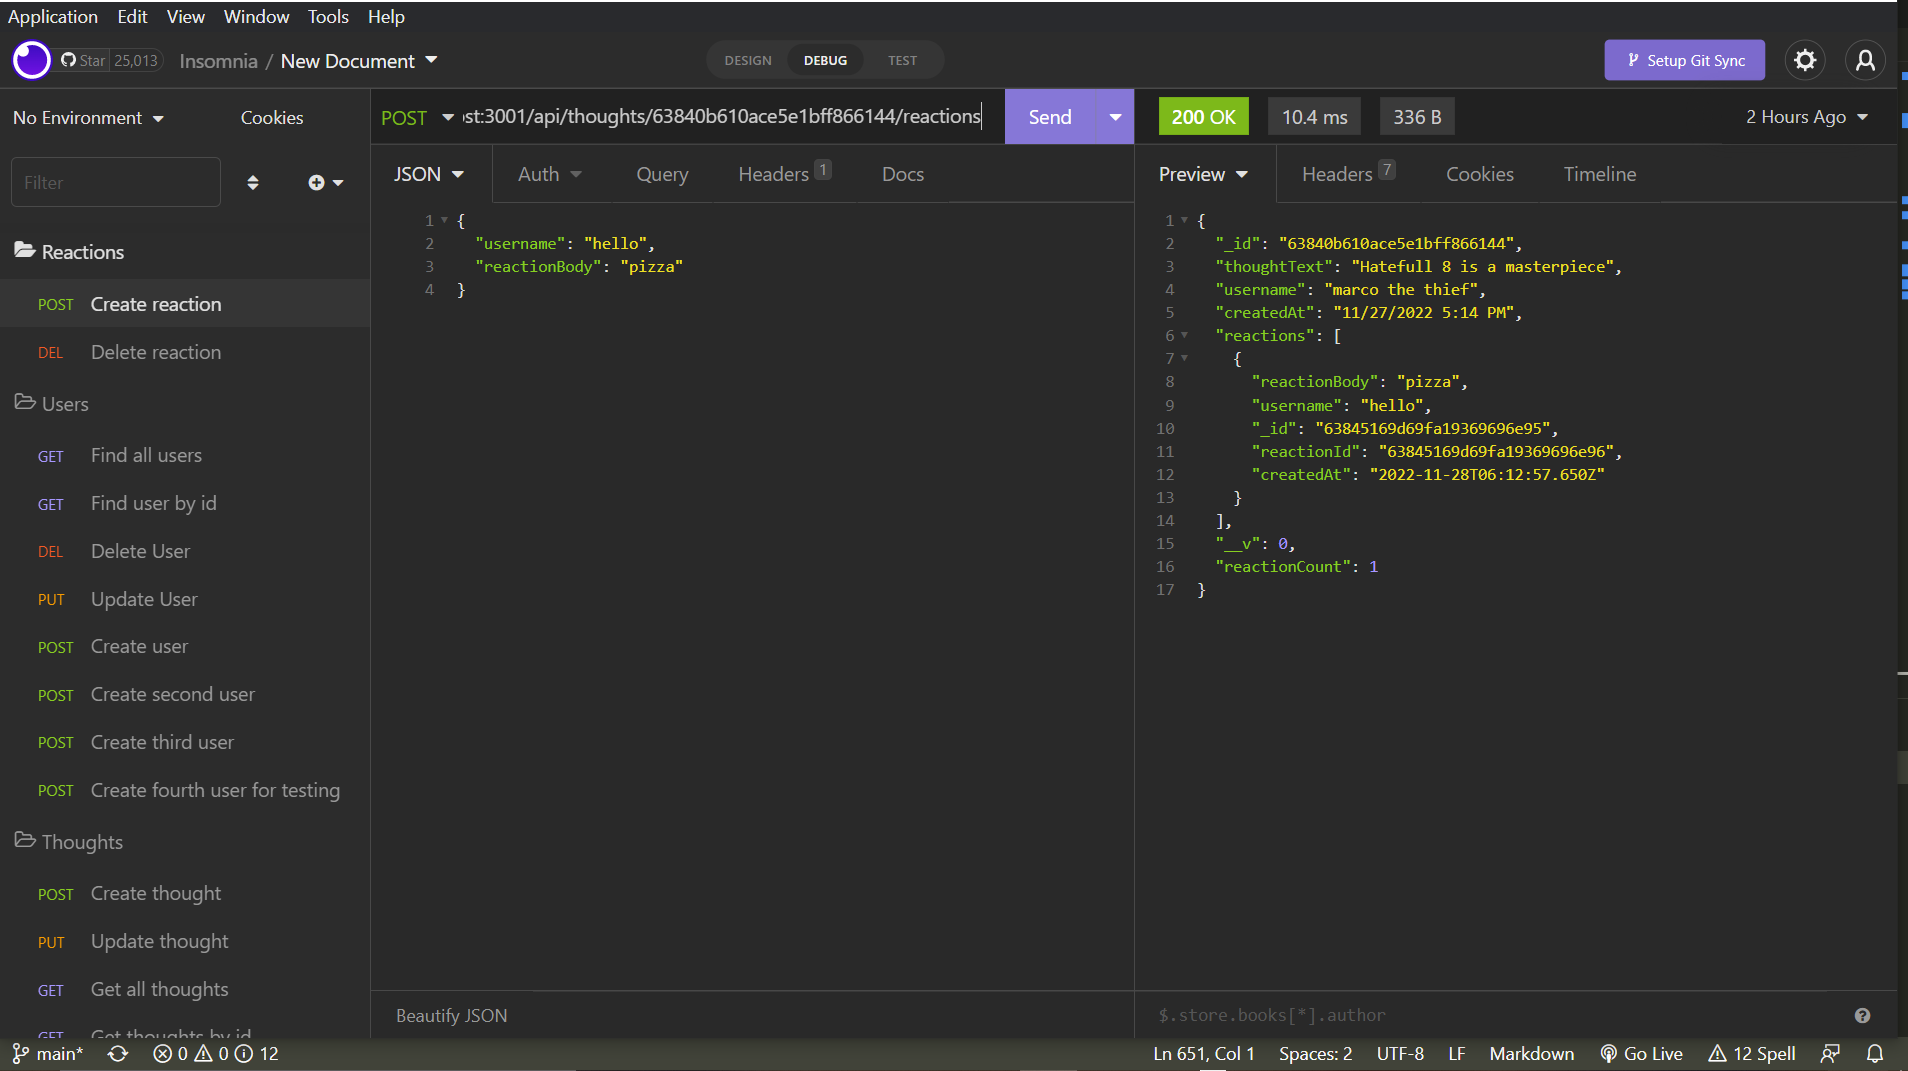 Application Edit View Window Tools Help
Star 25,013 Insomnia / New Document DESIGN DEBUG TEST Setup Git Sync
No Environment Cookies POST ost:3001/api/thoughts/63840b610ace5e1bff866144/reactions Send 200 OK 10.4 ms 336 B 2 Hours Ago
Filter JSON Auth Query Headers 1 Docs Preview Headers 7 Cookies Timeline
Reactions
POST Create reaction
DEL Delete reaction
Users
GET Find all users
GET Find user by id
DEL Delete User
PUT Update User
POST Create user
POST Create second user
POST Create third user
POST Create fourth user for testing
Thoughts
POST Create thought
PUT Update thought
GET Get all thoughts
GET Get thoughts by id
1 {
2 "username": "hello",
3 "reactionBody": "pizza"
4 }
Beautify JSON
1 {
2 "_id": "63840b610ace5e1bff866144",
3 "thoughtText": "Hatefull 8 is a masterpiece",
4 "username": "marco the thief",
5 "createdAt": "11/27/2022 5:14 PM",
6 "reactions": [
7 {
8 "reactionBody": "pizza",
9 "username": "hello",
10 "_id": "63845169d69fa19369696e95",
11 "reactionId": "63845169d69fa19369696e96",
12 "createdAt": "2022-11-28T06:12:57.650Z"
13 }
14 ],
15 "__v": 0,
16 "reactionCount": 1
17 }
$.store.books[*].author
main* 0 0 12 Ln 651, Col 1 Spaces: 2 UTF-8 LF Markdown Go Live 12 Spell